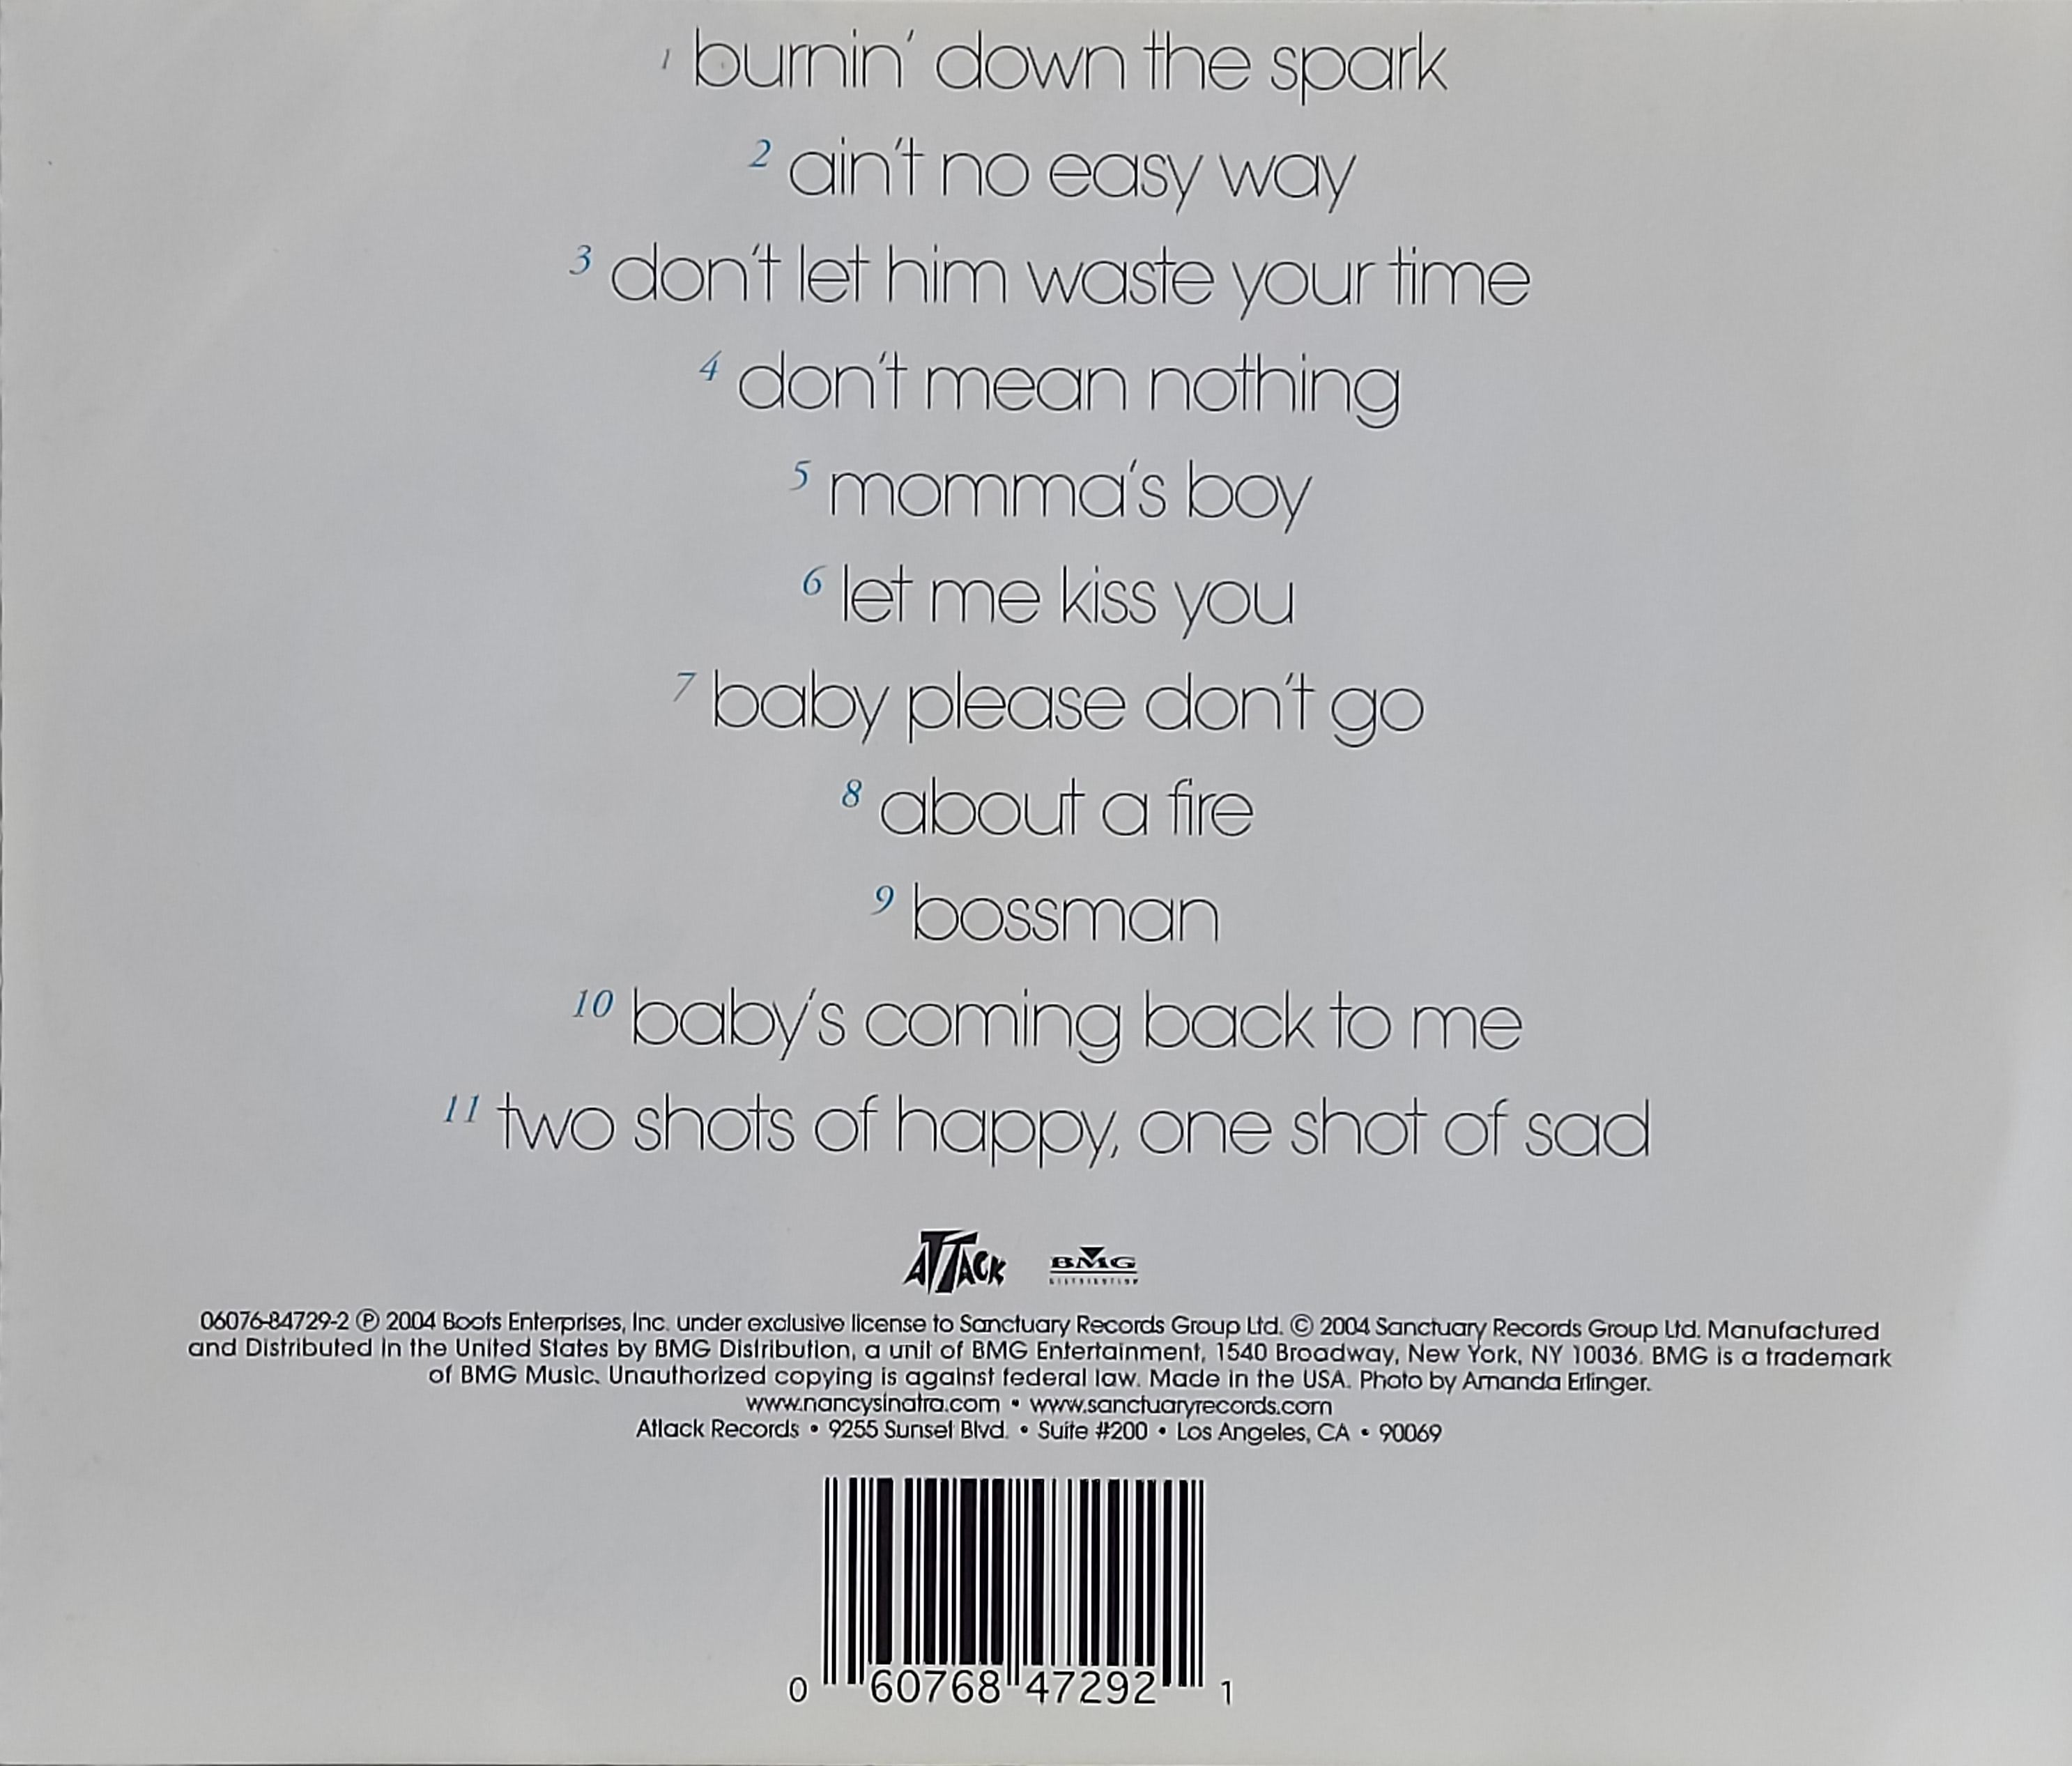 1 burnin' down the spark
2 ain't no easy way
3 don't let him waste your time
4 don't mean nothing
5 momma's boy
6 let me kiss you
7 baby please don't go
8 about a fire
9 bossman
10 baby's coming back to me
11 two shots of happy, one shot of sad
ATTACK BMG DISTRIBUTION
06076-84729-2 ℗ 2004 Boots Enterprises, Inc. under exclusive license to Sanctuary Records Group Ltd. © 2004 Sanctuary Records Group Ltd. Manufactured
and Distributed in the United States by BMG Distribution, a unit of BMG Entertainment, 1540 Broadway, New York, NY 10036. BMG is a trademark
of BMG Music. Unauthorized copying is against federal law. Made in the USA. Photo by Amanda Erlinger.
www.nancysinatra.com • www.sanctuaryrecords.com
Attack Records • 9255 Sunset Blvd. • Suite #200 • Los Angeles, CA • 90069
0 60768 47292 1